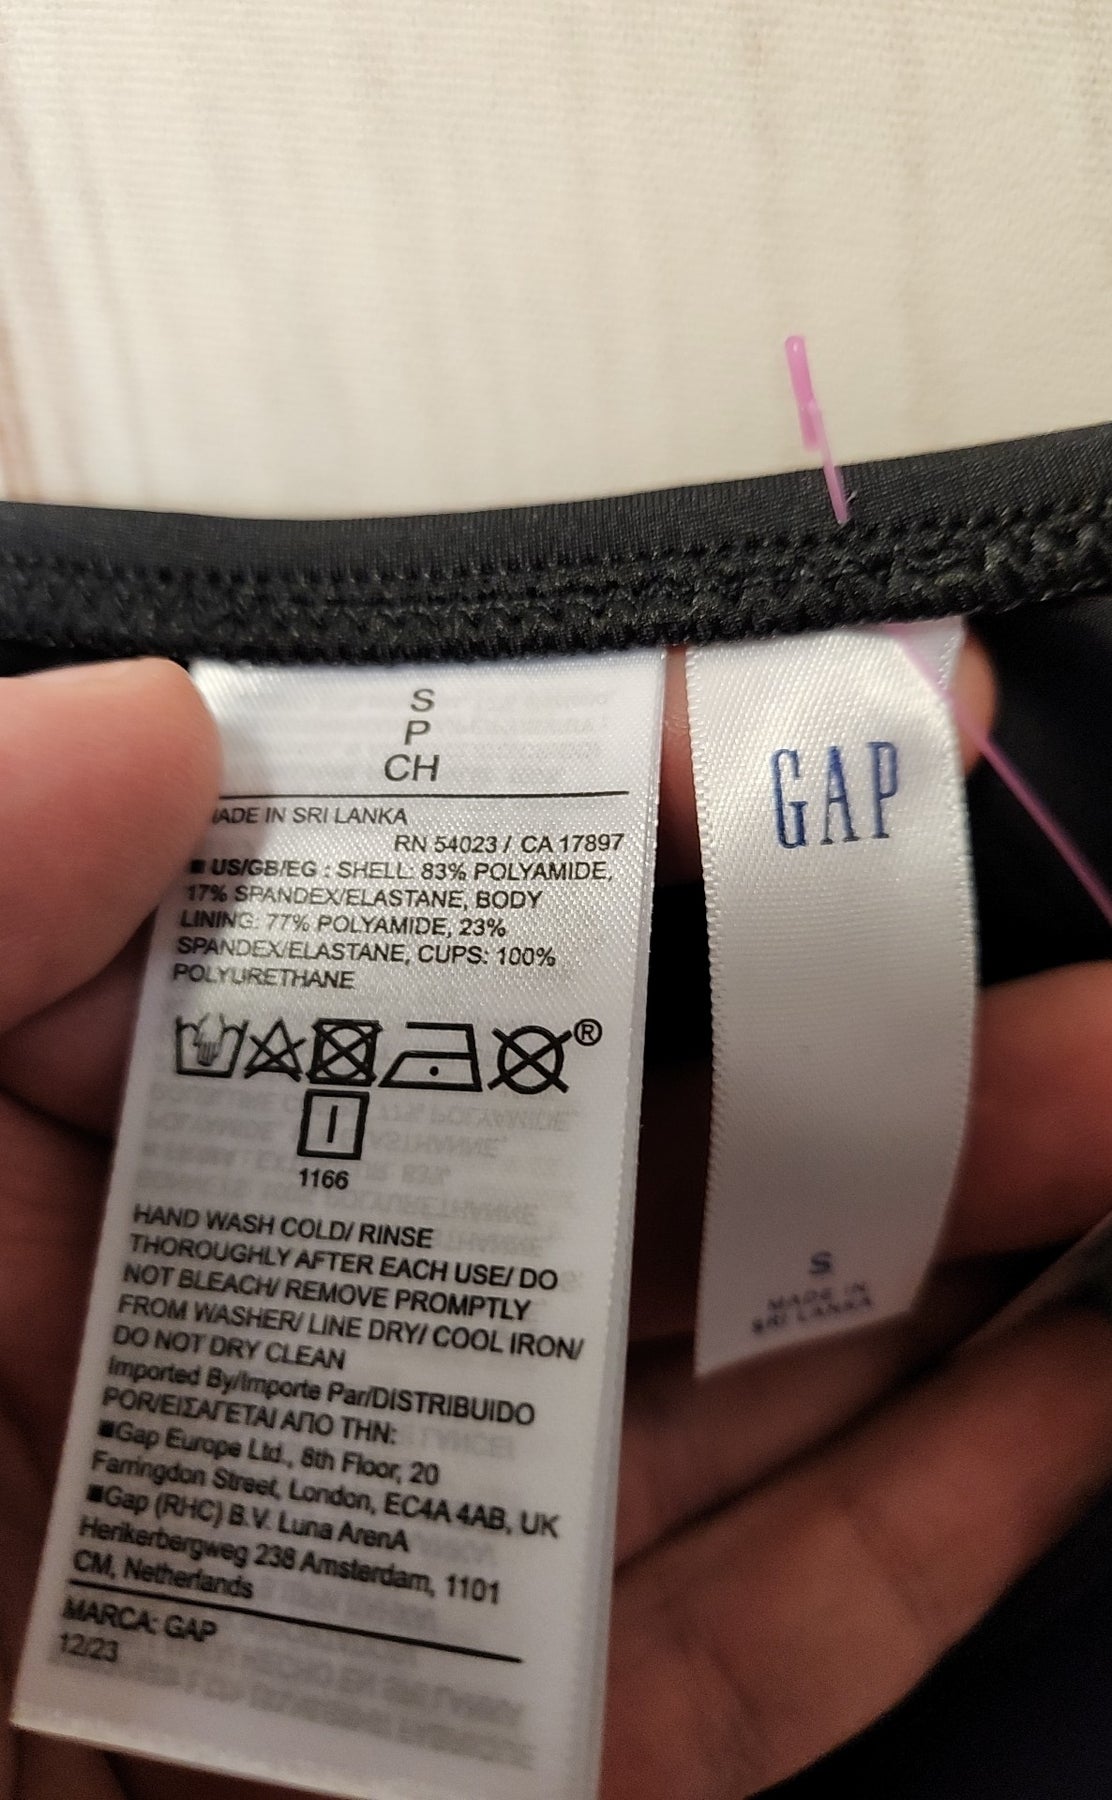 S
P
CH
ADE IN SRI LANKA
RN 54023 / CA 17897
■ US/GB/EG : SHELL: 83% POLYAMIDE,
17% SPANDEX/ELASTANE, BODY
LINING: 77% POLYAMIDE, 23%
SPANDEX/ELASTANE, CUPS: 100%
POLYURETHANE
®
I
1166
HAND WASH COLD/ RINSE
THOROUGHLY AFTER EACH USE/ DO
NOT BLEACH/ REMOVE PROMPTLY
FROM WASHER/ LINE DRY/ COOL IRON/
DO NOT DRY CLEAN
Imported By/Importe Par/DISTRIBUIDO
POR/ΕΙΣΑΓΕΤΑΙ ΑΠΟ ΤΗΝ:
■Gap Europe Ltd., 8th Floor, 20
Farringdon Street, London, EC4A 4AB, UK
■Gap (RHC) B.V. Luna ArenA
Herikerbergweg 238 Amsterdam, 1101
CM, Netherlands
MARCA: GAP
12/23
GAP
S
MADE IN
SRI LANKA